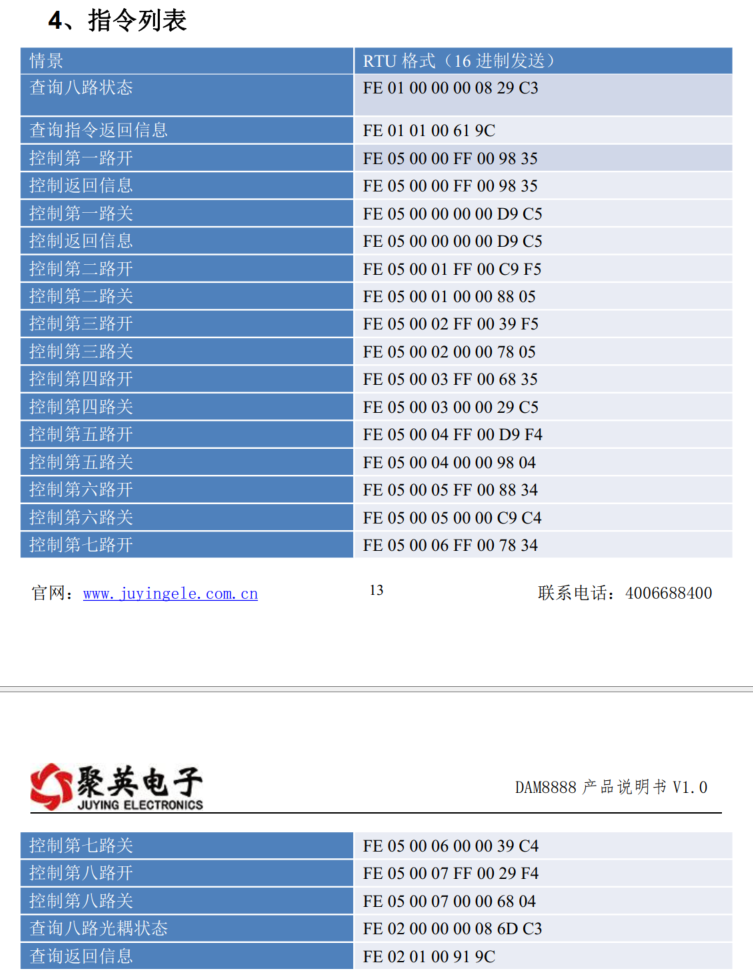 4、指令列表
情景 RTU 格式（16 进制发送）
查询八路状态 FE 01 00 00 00 08 29 C3
查询指令返回信息 FE 01 01 00 61 9C
控制第一路开 FE 05 00 00 FF 00 98 35
控制返回信息 FE 05 00 00 FF 00 98 35
控制第一路关 FE 05 00 00 00 00 D9 C5
控制返回信息 FE 05 00 00 00 00 D9 C5
控制第二路开 FE 05 00 01 FF 00 C9 F5
控制第二路关 FE 05 00 01 00 00 88 05
控制第三路开 FE 05 00 02 FF 00 39 F5
控制第三路关 FE 05 00 02 00 00 78 05
控制第四路开 FE 05 00 03 FF 00 68 35
控制第四路关 FE 05 00 03 00 00 29 C5
控制第五路开 FE 05 00 04 FF 00 D9 F4
控制第五路关 FE 05 00 04 00 00 98 04
控制第六路开 FE 05 00 05 FF 00 88 34
控制第六路关 FE 05 00 05 00 00 C9 C4
控制第七路开 FE 05 00 06 FF 00 78 34
官网：www.juyingele.com.cn 13 联系电话：4006688400
聚英电子
JUYING ELECTRONICS
DAM8888 产品说明书 V1.0
控制第七路关 FE 05 00 06 00 00 39 C4
控制第八路开 FE 05 00 07 FF 00 29 F4
控制第八路关 FE 05 00 07 00 00 68 04
查询八路光耦状态 FE 02 00 00 00 08 6D C3
查询返回信息 FE 02 01 00 91 9C